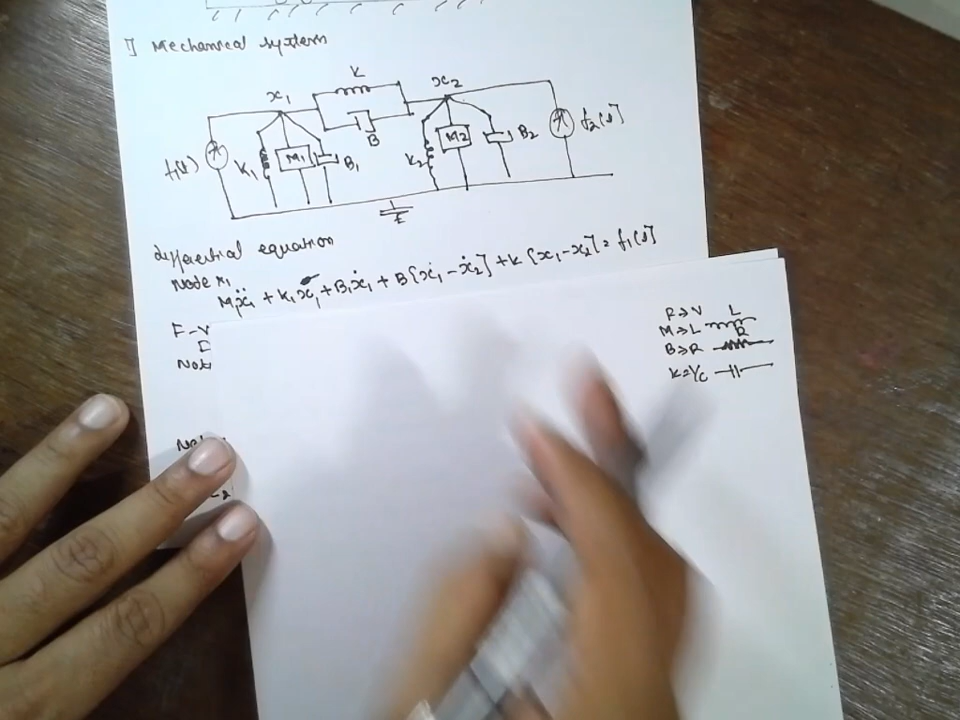 1] Mechanical system
x1 K x2
f(t) K1 M1 B1 B K2 M2 B2 f2(t)
E
differential equation
Node x1
M1ẍ1 + K1x1 + B1ẋ1 + B[ẋ1 - ẋ2] + K[x1 - x2] = f1(t)
F-V
F⇒V L
M⇒L R
B⇒R
K=1/C